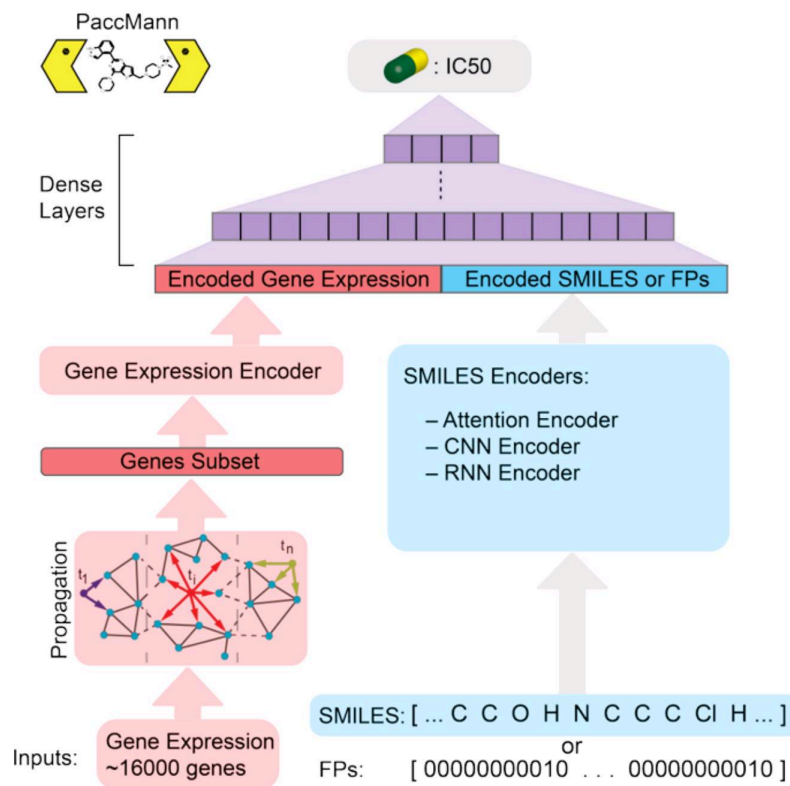 PaccMann
: IC50
Dense
Layers
Encoded Gene Expression
Encoded SMILES or FPs
Gene Expression Encoder
SMILES Encoders:
– Attention Encoder
– CNN Encoder
– RNN Encoder
Genes Subset
Propagation
t1
ti
tn
SMILES: [ ... C C O H N C C C Cl H ... ]
or
FPs: [ 00000000010 . . . 00000000010 ]
Inputs:
Gene Expression
~16000 genes